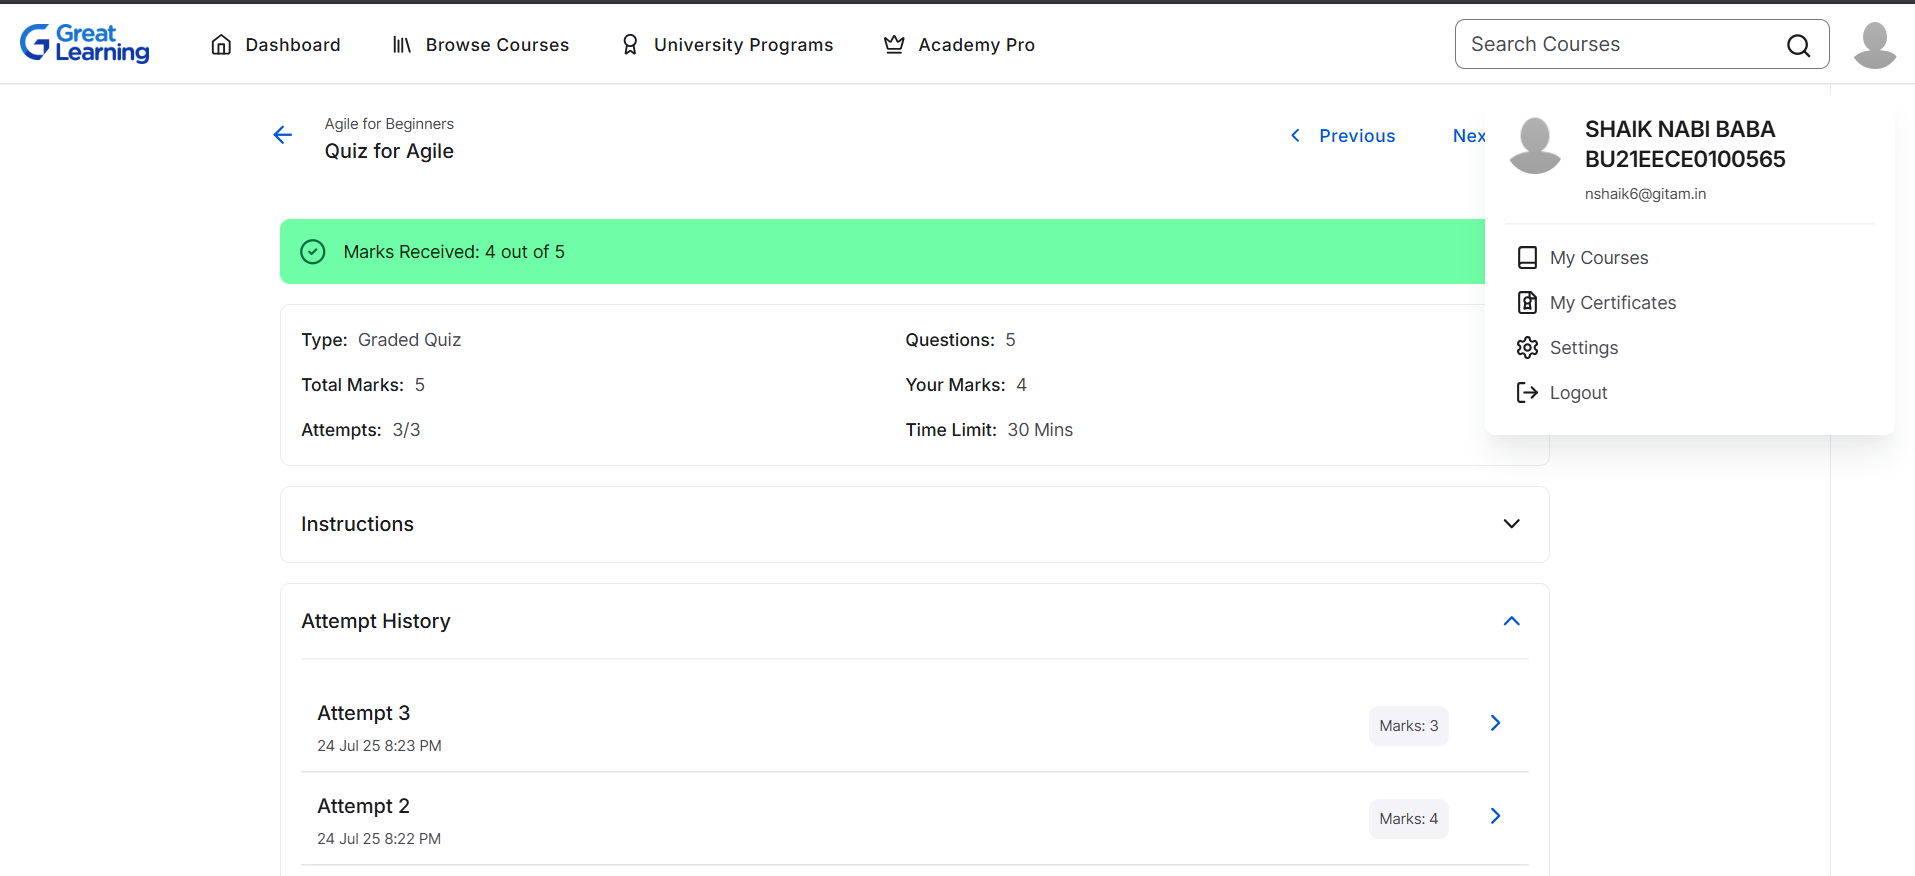 Great Learning
Dashboard
Browse Courses
University Programs
Academy Pro
Search Courses
Agile for Beginners
Quiz for Agile
Previous
Nex
SHAIK NABI BABA
BU21EECE0100565
nshaik6@gitam.in
My Courses
My Certificates
Settings
Logout
Marks Received: 4 out of 5
Type: Graded Quiz
Questions: 5
Total Marks: 5
Your Marks: 4
Attempts: 3/3
Time Limit: 30 Mins
Instructions
Attempt History
Attempt 3
24 Jul 25 8:23 PM
Marks: 3
Attempt 2
24 Jul 25 8:22 PM
Marks: 4